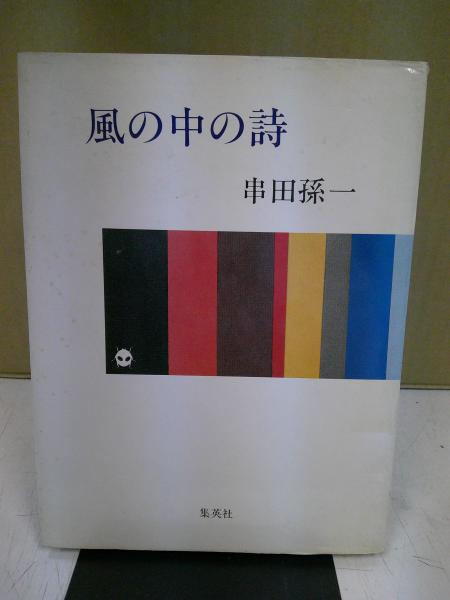 風の中の詩
串田孫一
集英社